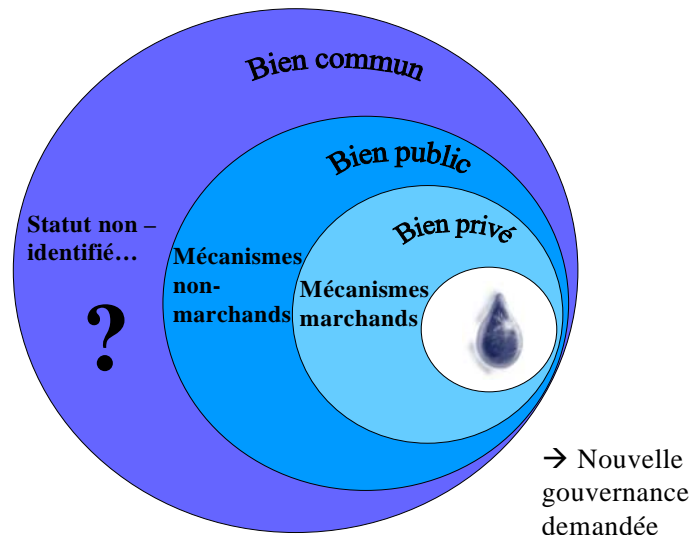 Bien commun
Bien public
Bien privé
Statut non –
identifié…
?
Mécanismes
non-
marchands
Mécanismes
marchands
→ Nouvelle
gouvernance
demandée